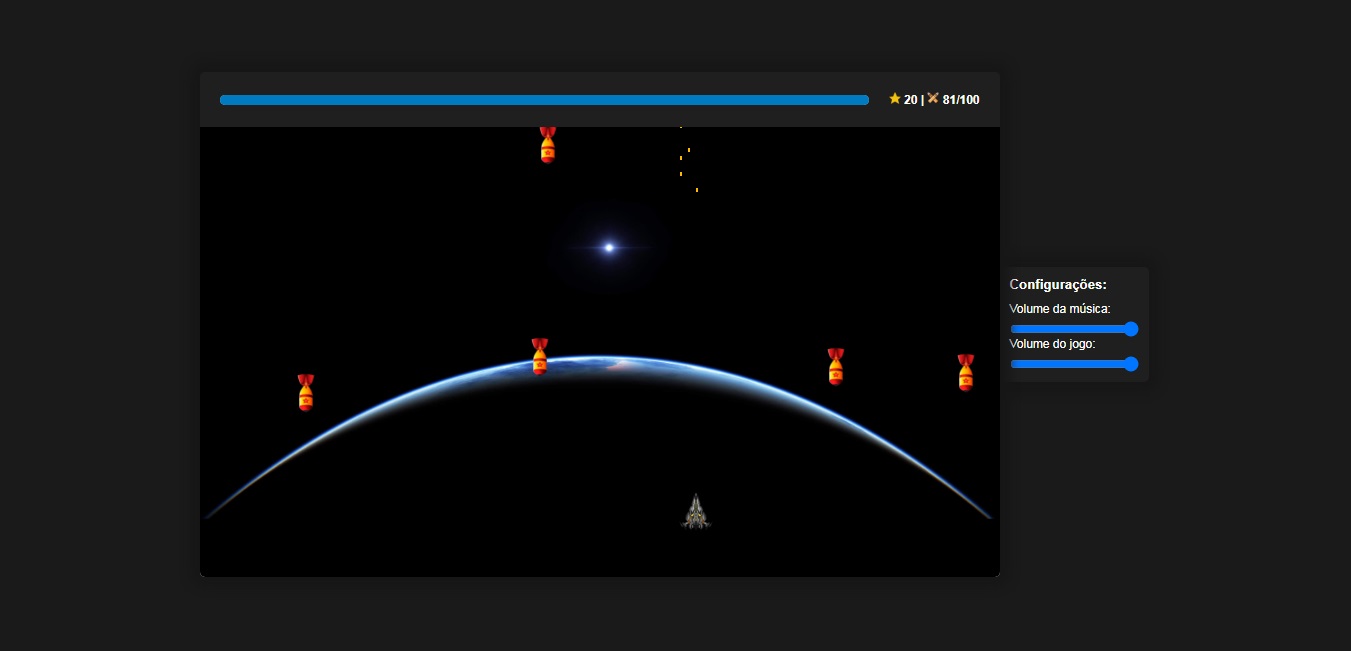 ⭐ 20 | ⚔ 81/100
Configurações:
Volume da música:
Volume do jogo: